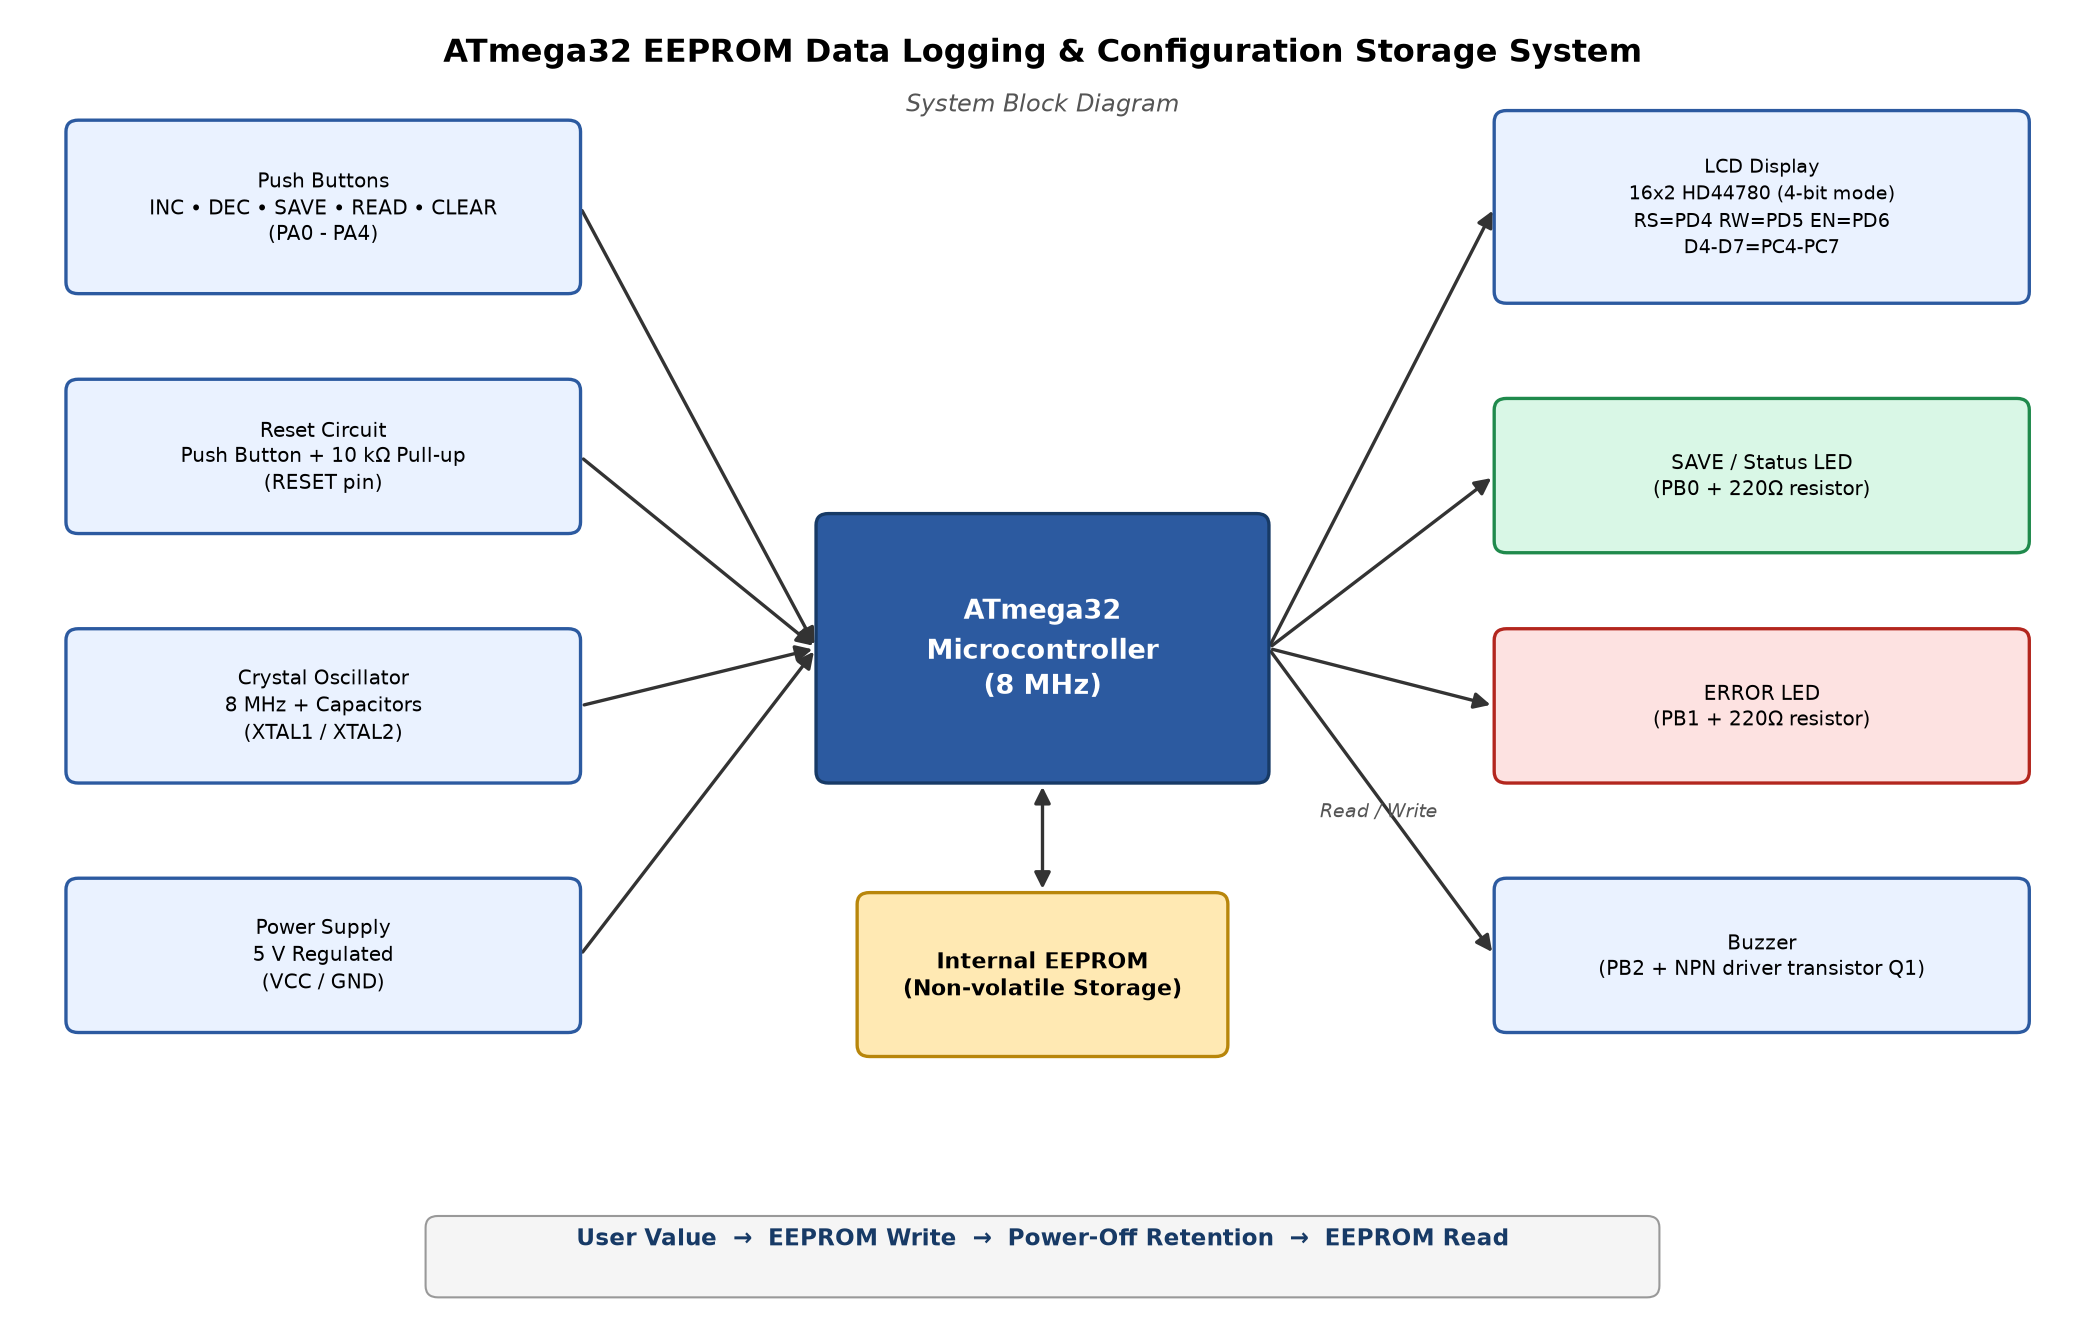 ATmega32 EEPROM Data Logging & Configuration Storage System
System Block Diagram
Push Buttons
INC • DEC • SAVE • READ • CLEAR
(PA0 - PA4)
Reset Circuit
Push Button + 10 kΩ Pull-up
(RESET pin)
Crystal Oscillator
8 MHz + Capacitors
(XTAL1 / XTAL2)
Power Supply
5 V Regulated
(VCC / GND)
ATmega32
Microcontroller
(8 MHz)
Internal EEPROM
(Non-volatile Storage)
LCD Display
16x2 HD44780 (4-bit mode)
RS=PD4 RW=PD5 EN=PD6
D4-D7=PC4-PC7
SAVE / Status LED
(PB0 + 220Ω resistor)
ERROR LED
(PB1 + 220Ω resistor)
Read / Write
Buzzer
(PB2 + NPN driver transistor Q1)
User Value → EEPROM Write → Power-Off Retention → EEPROM Read